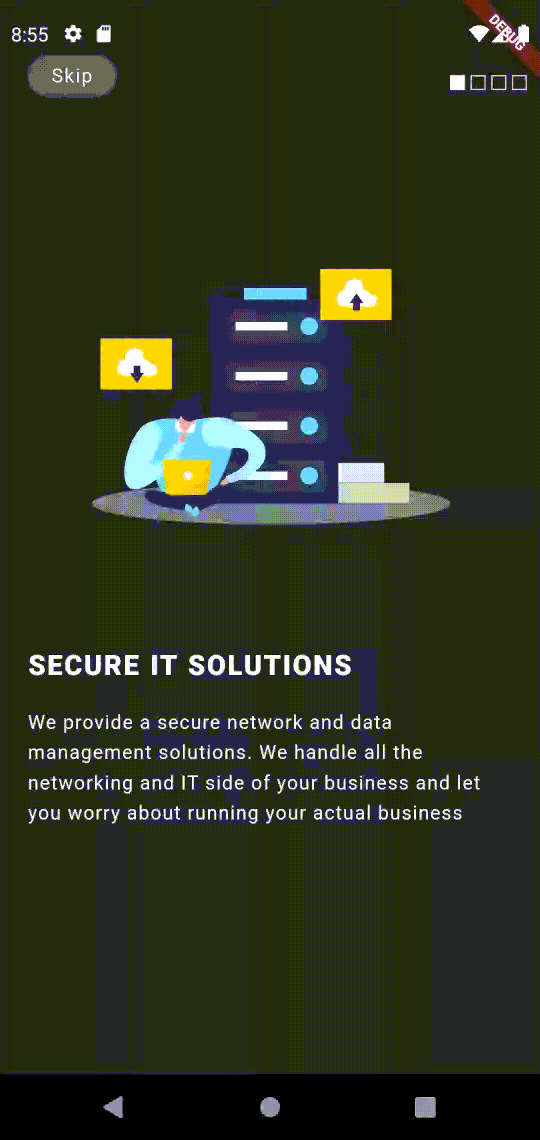 8:55
DEBUG
Skip
SECURE IT SOLUTIONS
We provide a secure network and data
management solutions. We handle all the
networking and IT side of your business and let
you worry about running your actual business